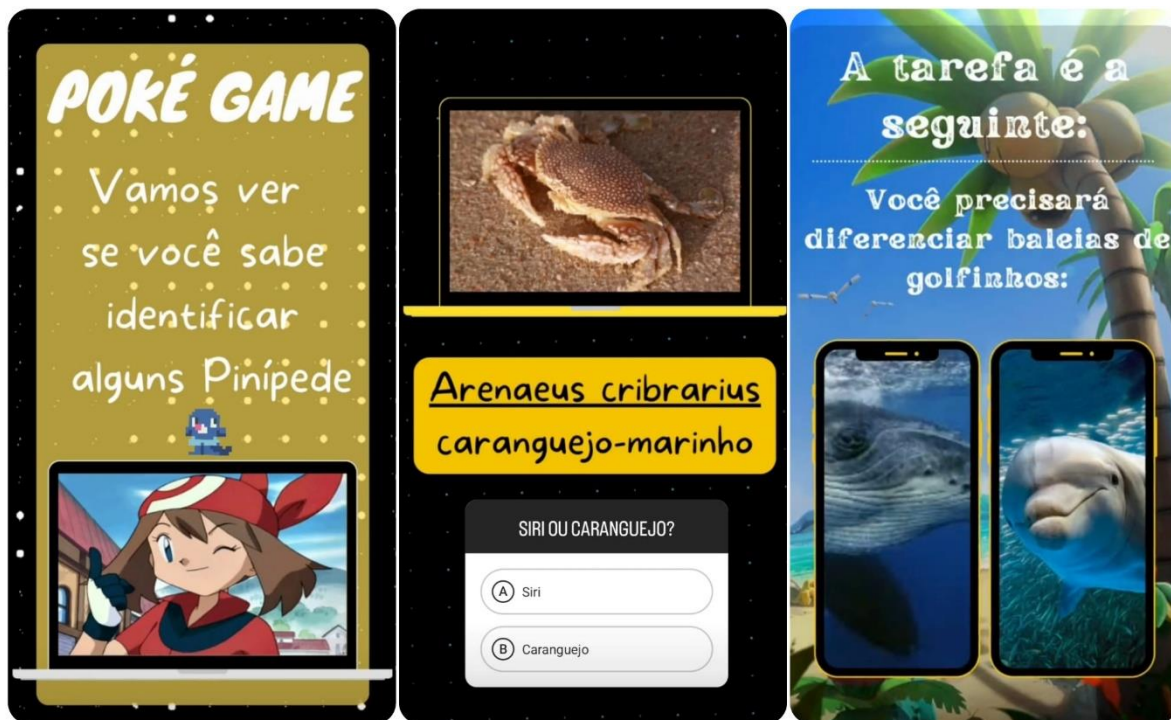 POKÉ GAME
Vamos ver
se você sabe
identificar
alguns Pinípede
Arenaeus cribrarius
caranguejo-marinho
SIRI OU CARANGUEJO?
A Siri
B Caranguejo
A tarefa é a
seguinte:
Você precisará
diferenciar baleias de
golfinhos: